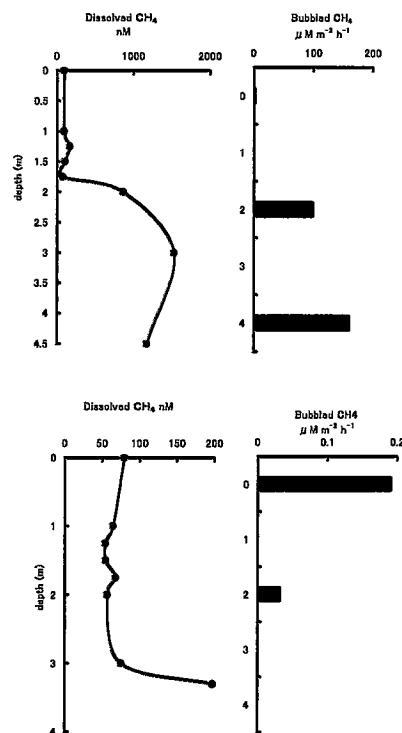 Dissolved CH₄
nM
0 1000 2000
0
0.5
1
1.5
2
2.5
3
3.5
4
4.5
depth (m)
Bubbled CH₄
μ M m⁻² h⁻¹
0 100 200
0
1
2
3
4
Dissolved CH₄ nM
0 50 100 150 200
0
1
2
3
4
depth (m)
Bubbled CH4
μ M m⁻² h⁻¹
0 0.1 0.2
0
1
2
3
4